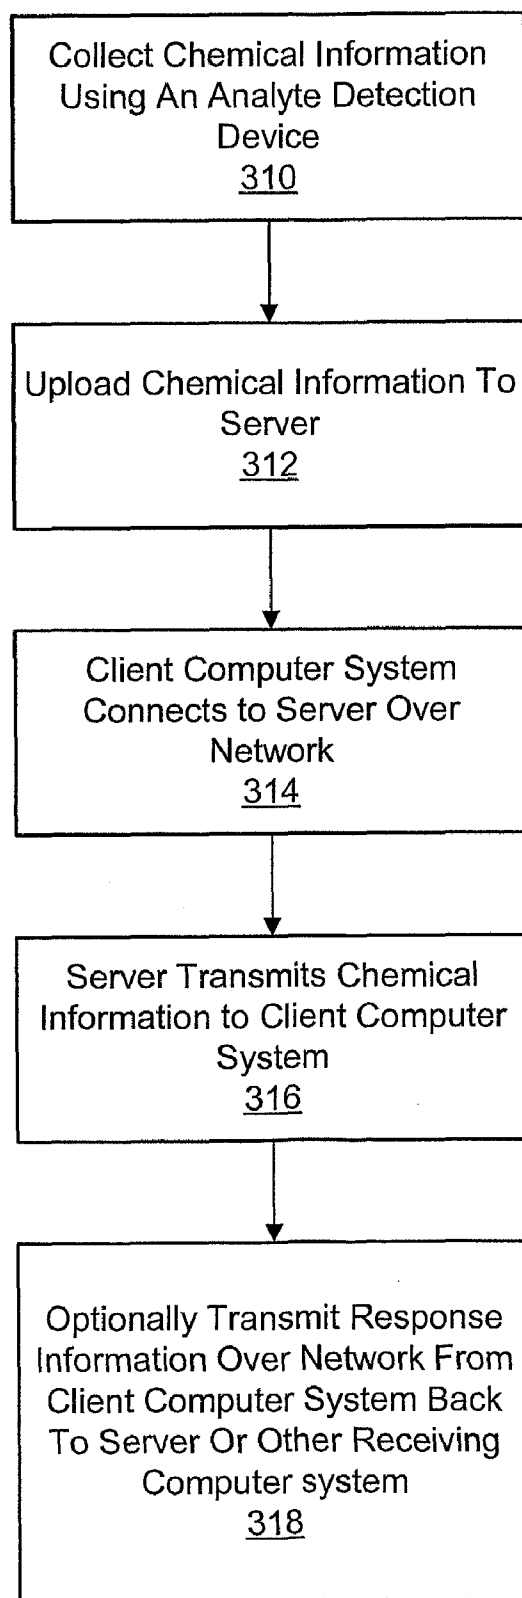 Collect Chemical Information
Using An Analyte Detection
Device
310
Upload Chemical Information To
Server
312
Client Computer System
Connects to Server Over
Network
314
Server Transmits Chemical
Information to Client Computer
System
316
Optionally Transmit Response
Information Over Network From
Client Computer System Back
To Server Or Other Receiving
Computer system
318